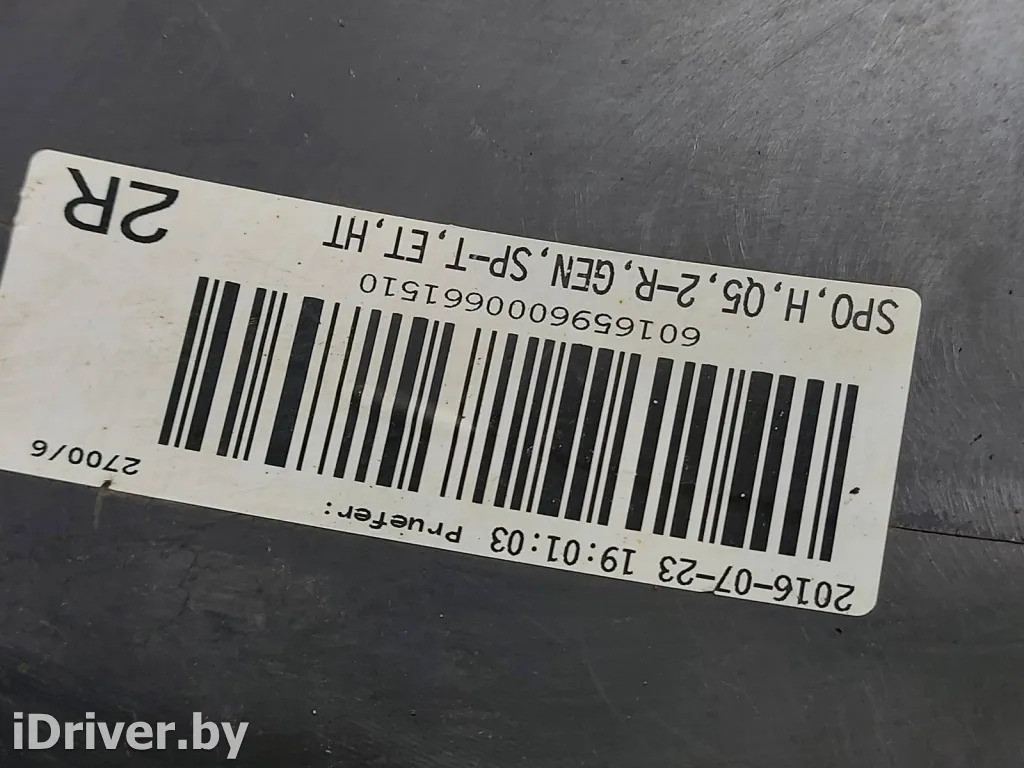 2016-07-23 19:01:03 Pruefer:
2700/6
6016596000661510
SPO,H,Q5,2-R,GEN,SP-T,ET,HT
2R
iDriver.by